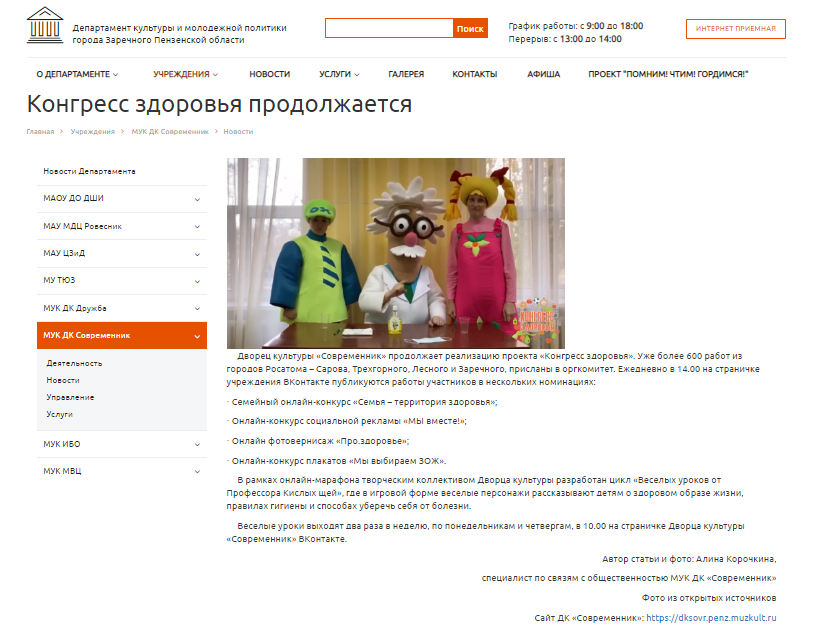 Департамент культуры и молодежной политики
города Заречного Пензенской области
Поиск
График работы: с 9:00 до 18:00
Перерыв: с 13:00 до 14:00
ИНТЕРНЕТ ПРИЕМНАЯ
О ДЕПАРТАМЕНТЕ УЧРЕЖДЕНИЯ НОВОСТИ УСЛУГИ ГАЛЕРЕЯ КОНТАКТЫ АФИША ПРОЕКТ "ПОМНИМ! ЧТИМ! ГОРДИМСЯ!"
Конгресс здоровья продолжается
Главная > Учреждения > МУК ДК Современник > Новости
Новости Департамента
МАОУ ДО ДШИ
МАУ МДЦ Ровесник
МАУ ЦЗиД
МУ ТЮЗ
МУК ДК Дружба
МУК ДК Современник
Деятельность
Новости
Управление
Услуги
МУК ИБО
МУК МВЦ
ОК
КОНГРЕСС
ЗДОРОВЬЯ
Дворец культуры «Современник» продолжает реализацию проекта «Конгресс здоровья». Уже более 600 работ из
городов Росатома – Сарова, Трехгорного, Лесного и Заречного, присланы в оргкомитет. Ежедневно в 14.00 на страничке
учреждения ВКонтакте публикуются работы участников в нескольких номинациях:
- Семейный онлайн-конкурс «Семья – территория здоровья»;
- Онлайн-конкурс социальной рекламы «МЫ вместе!»;
- Онлайн фотовернисаж «Про.здоровье»;
- Онлайн-конкурс плакатов «Мы выбираем ЗОЖ».
В рамках онлайн-марафона творческим коллективом Дворца культуры разработан цикл «Веселых уроков от
Профессора Кислых щей», где в игровой форме веселые персонажи рассказывают детям о здоровом образе жизни,
правилах гигиены и способах уберечь себя от болезни.
Веселые уроки выходят два раза в неделю, по понедельникам и четвергам, в 10.00 на страничке Дворца культуры
«Современник» ВКонтакте.
Автор статьи и фото: Алина Корочкина,
специалист по связям с общественностью МУК ДК «Современник»
Фото из открытых источников
Сайт ДК «Современник»: https://dksovr.penz.muzkult.ru